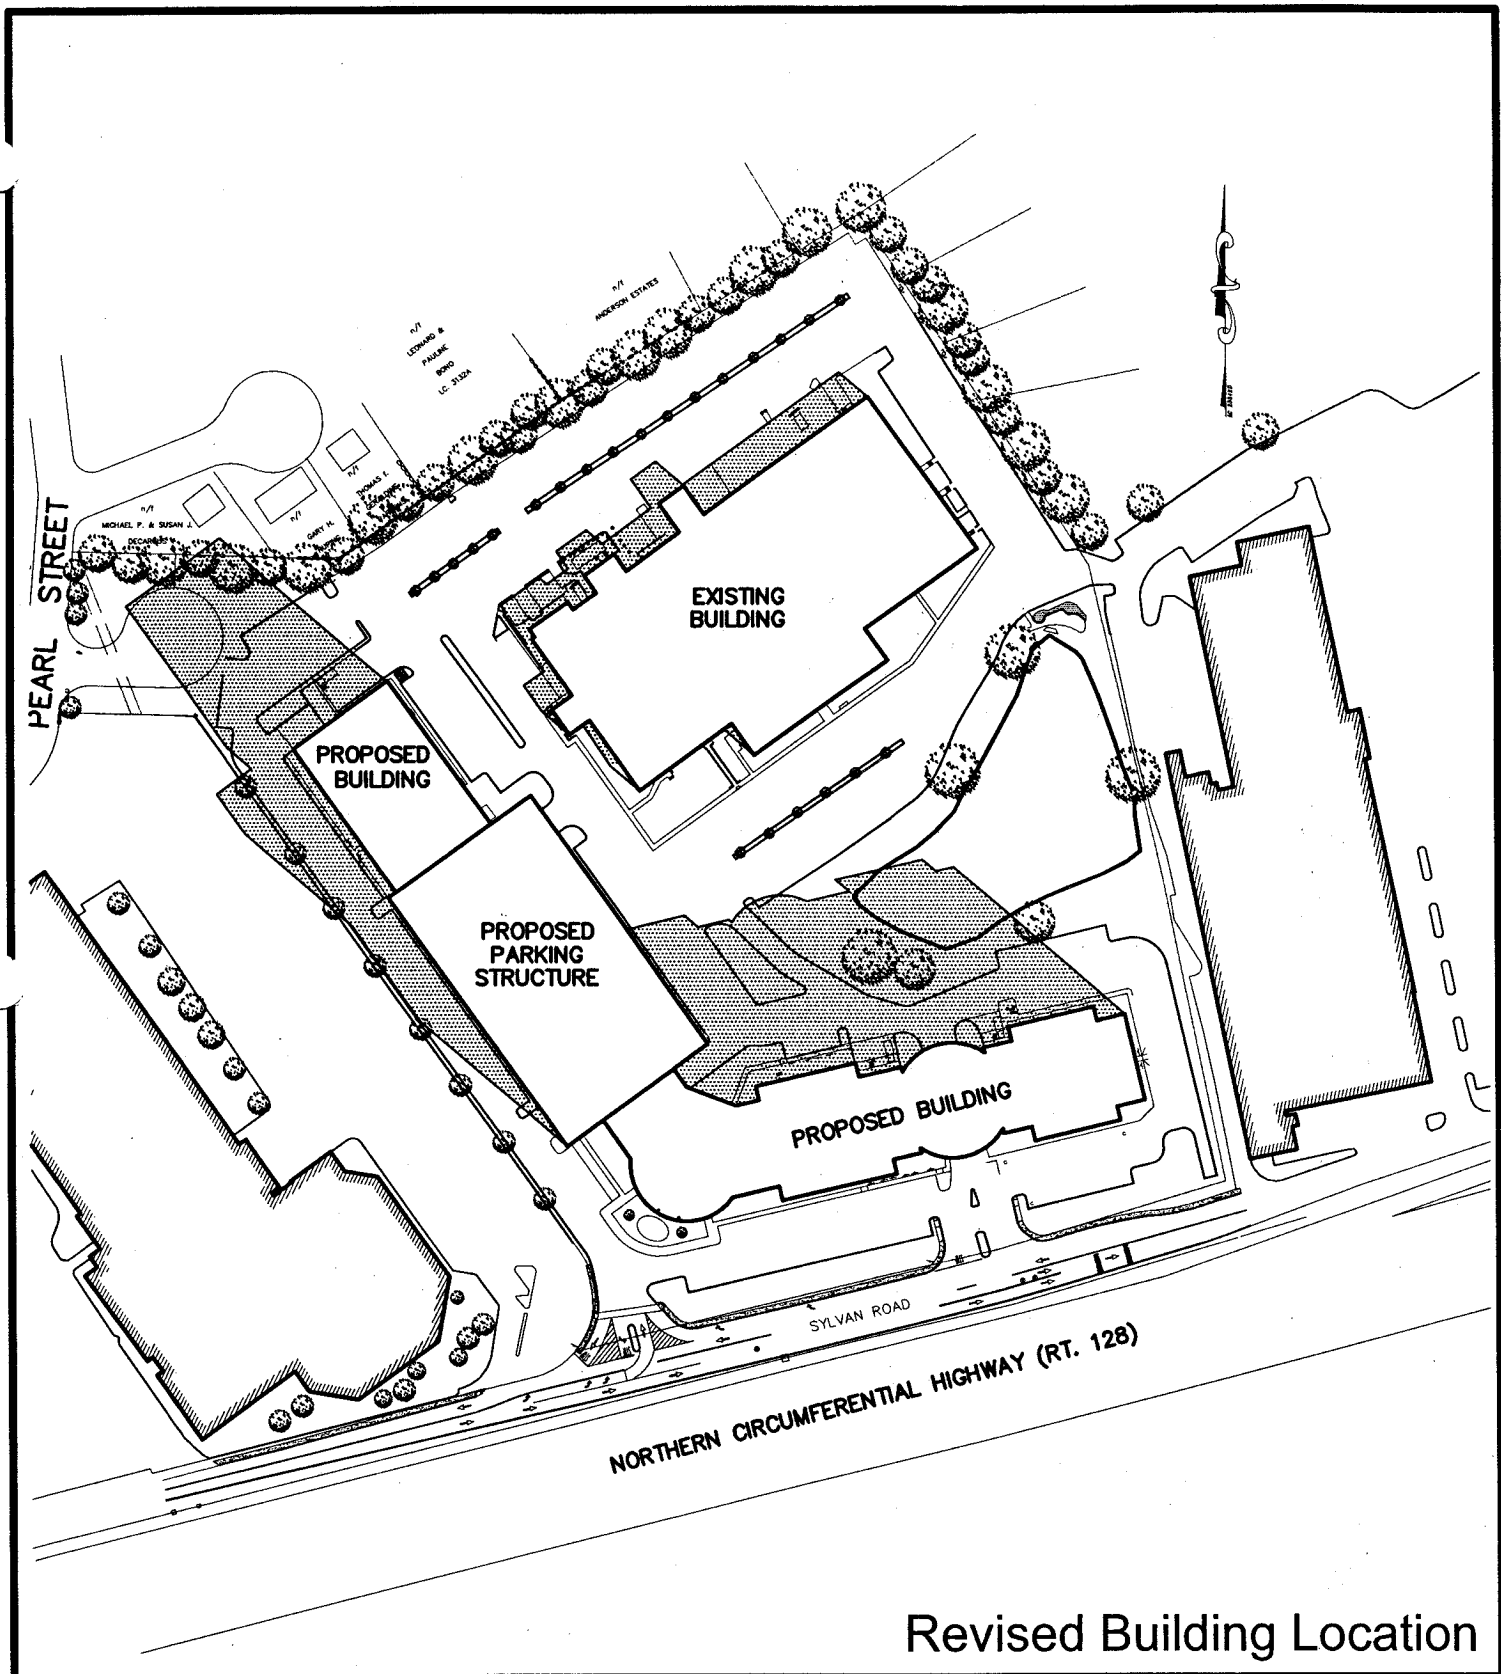 n/f
ANDERSON ESTATES
n/f
LEONARD &
PAULINE
BONO
LC. 3132A
n/f
THOMAS F.
n/f
GARY H.
n/f
MICHAEL P. & SUSAN J.
PEARL STREET
EXISTING
BUILDING
PROPOSED
BUILDING
PROPOSED
PARKING
STRUCTURE
PROPOSED BUILDING
SYLVAN ROAD
NORTHERN CIRCUMFERENTIAL HIGHWAY (RT. 128)
Revised Building Location